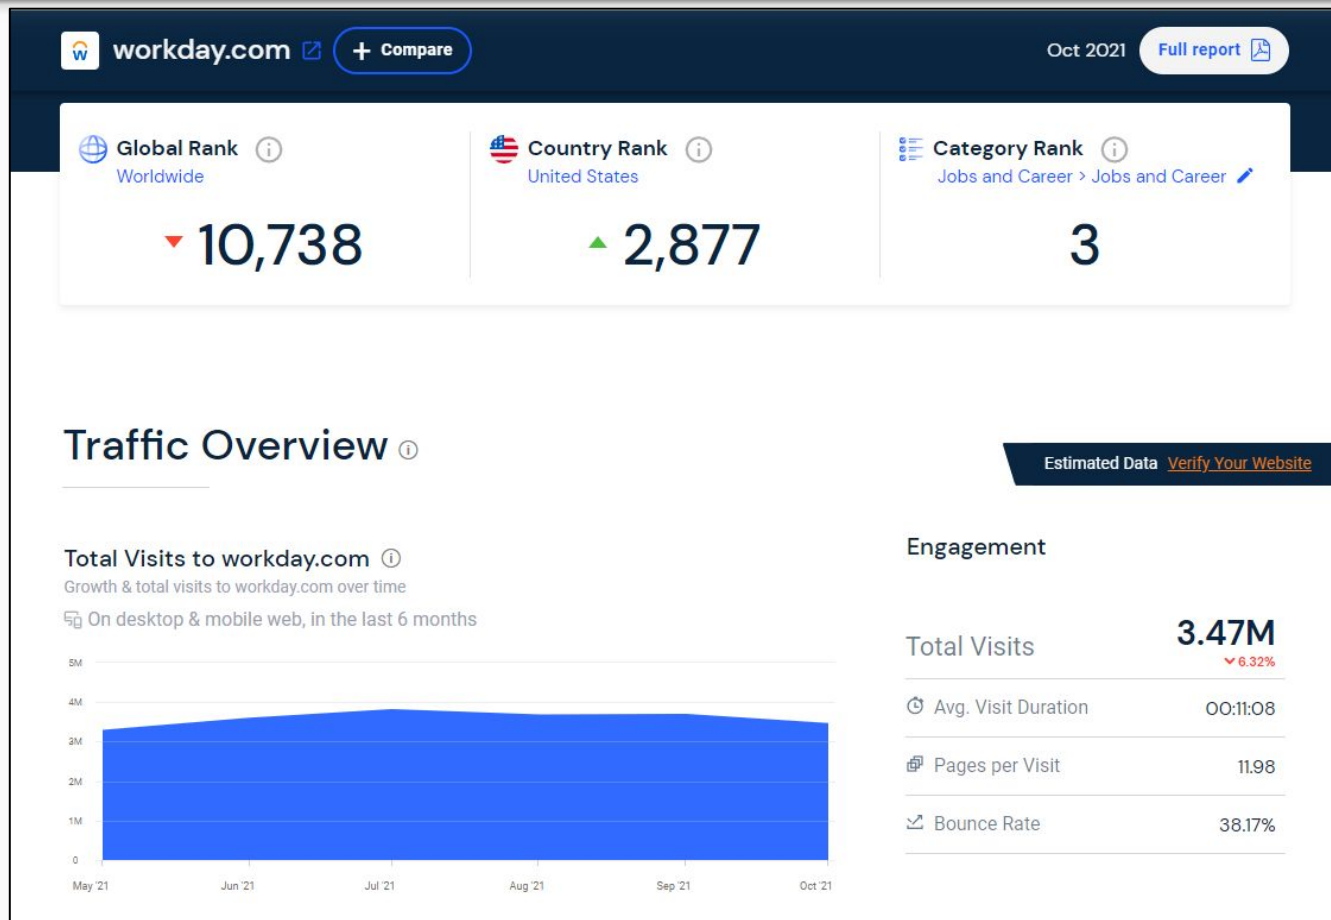 workday.com + Compare Oct 2021 Full report
Global Rank
Worldwide
10,738
Country Rank
United States
2,877
Category Rank
Jobs and Career > Jobs and Career
3
Traffic Overview
Estimated Data Verify Your Website
Total Visits to workday.com
Growth & total visits to workday.com over time
On desktop & mobile web, in the last 6 months
5M
4M
3M
2M
1M
0
May '21 Jun '21 Jul '21 Aug '21 Sep '21 Oct '21
Engagement
Total Visits 3.47M
6.32%
Avg. Visit Duration 00:11:08
Pages per Visit 11.98
Bounce Rate 38.17%